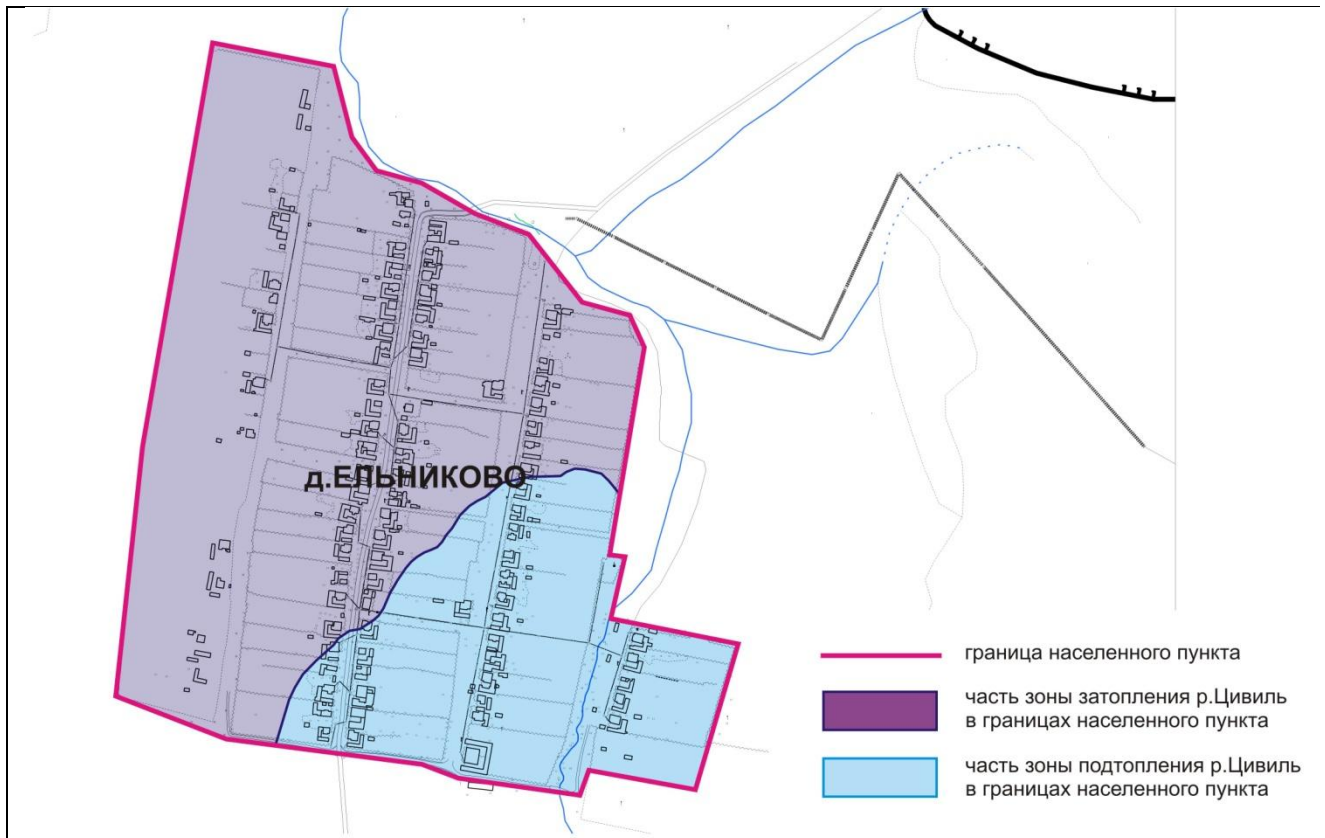 д.ЕЛЬНИКОВО
граница населенного пункта
часть зоны затопления р.Цивиль
в границах населенного пункта
часть зоны подтопления р.Цивиль
в границах населенного пункта